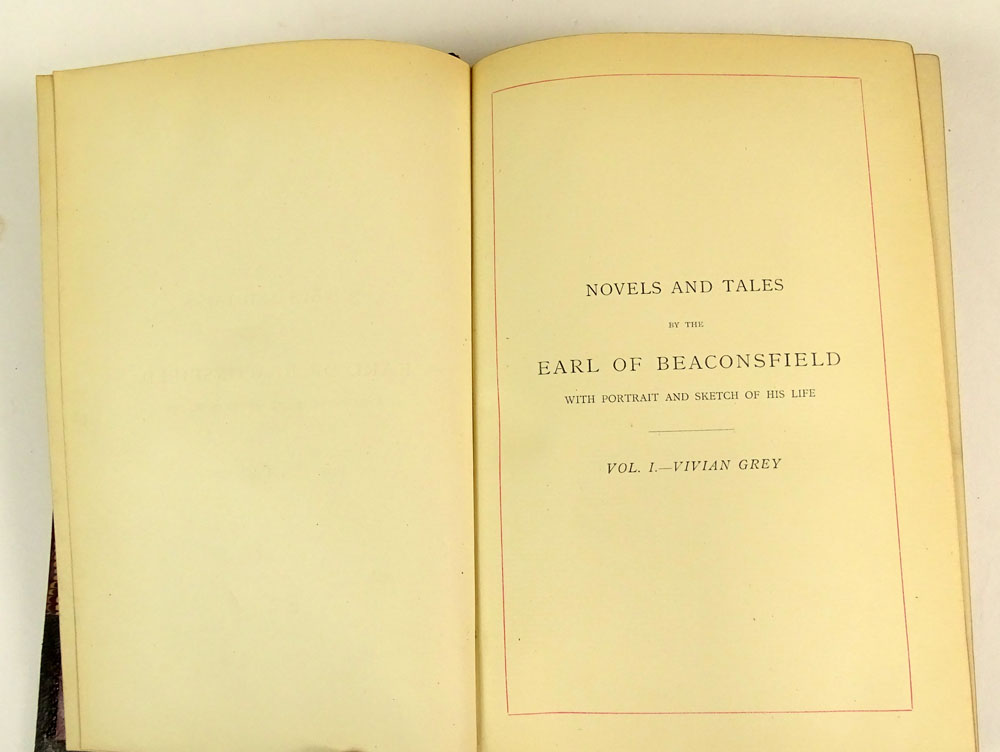 NOVELS AND TALES
BY THE
EARL OF BEACONSFIELD
WITH PORTRAIT AND SKETCH OF HIS LIFE
VOL. I.—VIVIAN GREY